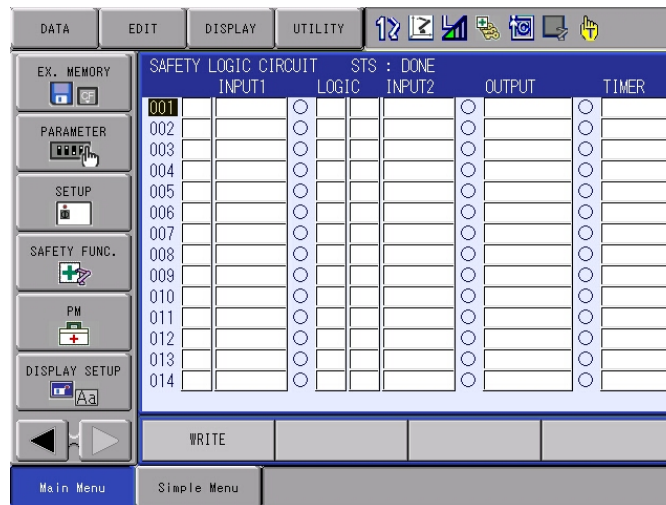 DATA EDIT DISPLAY UTILITY
EX. MEMORY
CF
PARAMETER
SETUP
SAFETY FUNC.
PM
DISPLAY SETUP
Aa
SAFETY LOGIC CIRCUIT STS : DONE
INPUT1 LOGIC INPUT2 OUTPUT TIMER
001
002
003
004
005
006
007
008
009
010
011
012
013
014
WRITE
Main Menu Simple Menu